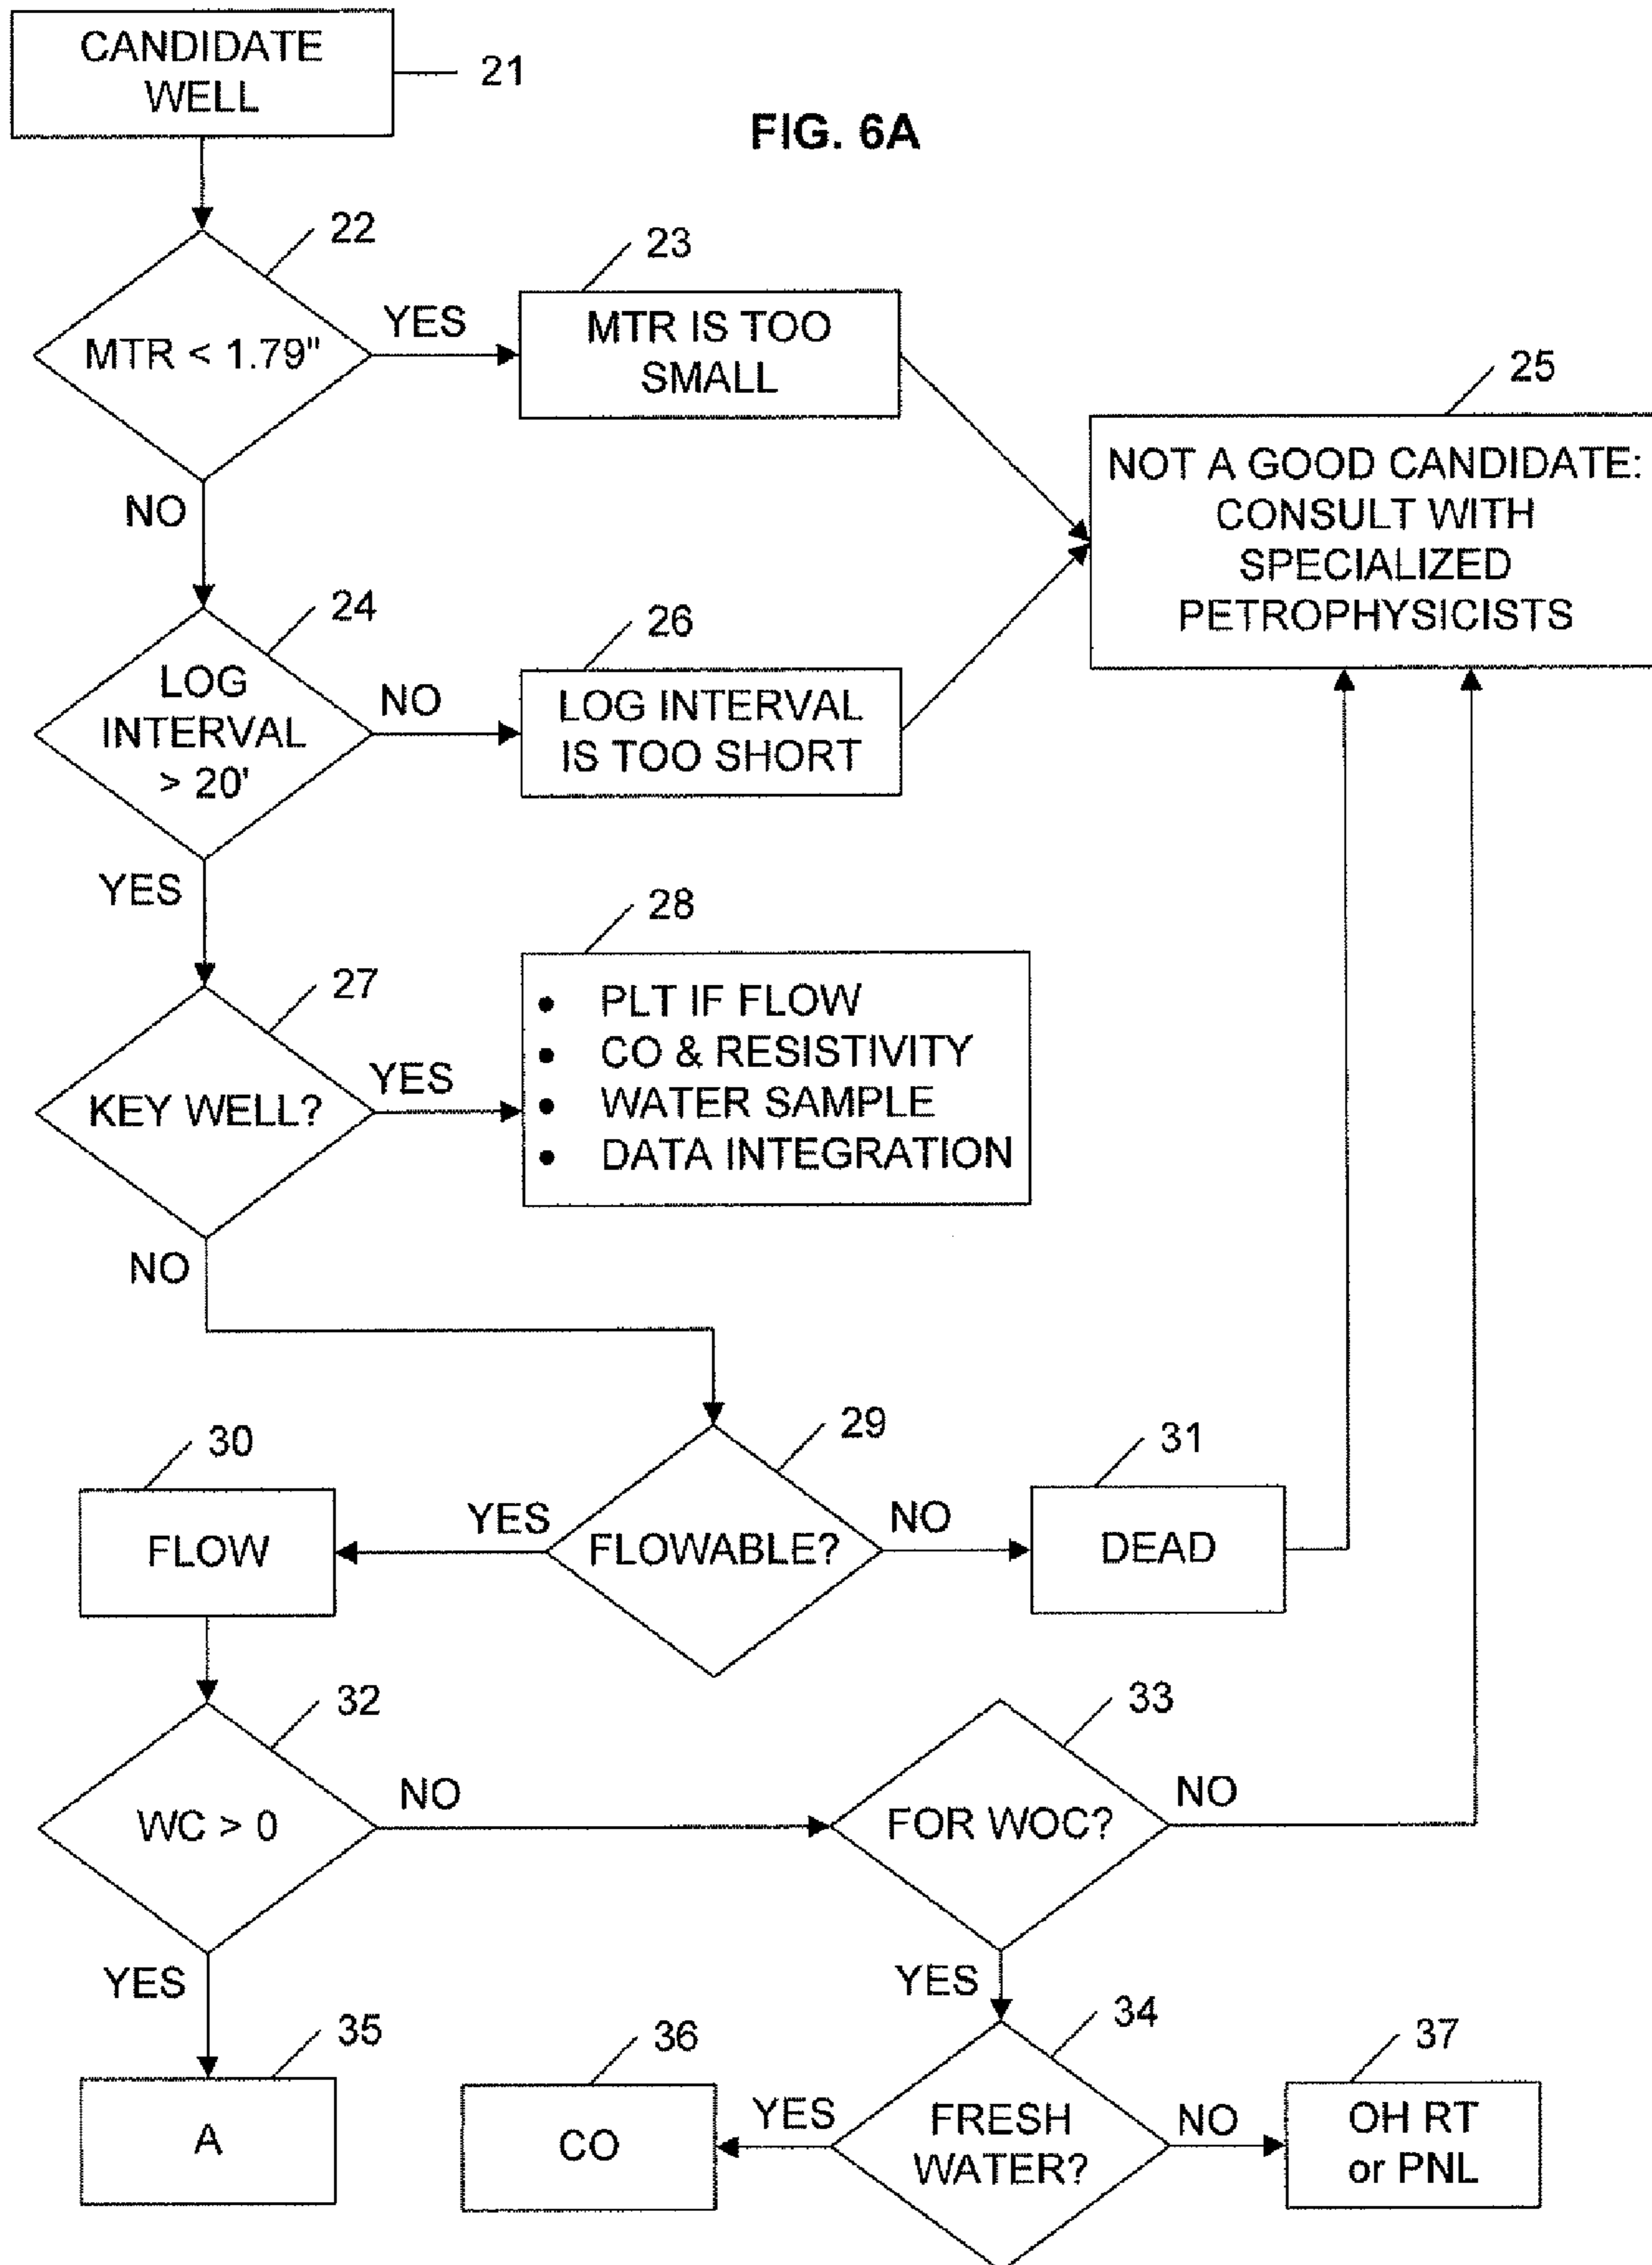 CANDIDATE
WELL
21
FIG. 6A
22
MTR < 1.79"
YES
NO
23
MTR IS TOO
SMALL
25
NOT A GOOD CANDIDATE:
CONSULT WITH
SPECIALIZED
PETROPHYSICISTS
24
LOG
INTERVAL
> 20'
NO
YES
26
LOG INTERVAL
IS TOO SHORT
27
KEY WELL?
YES
NO
28
• PLT IF FLOW
• CO & RESISTIVITY
• WATER SAMPLE
• DATA INTEGRATION
29
FLOWABLE?
YES
NO
30
FLOW
31
DEAD
32
WC > 0
NO
YES
33
FOR WOC?
NO
YES
34
FRESH
WATER?
YES
NO
35
A
36
CO
37
OH RT
or PNL